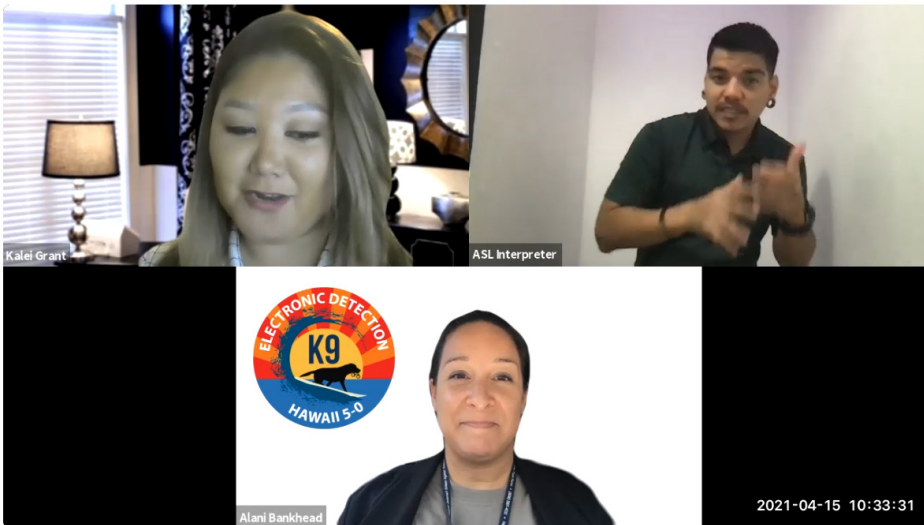 Kalei Grant
ASL Interpreter
ELECTRONIC DETECTION
K9
HAWAII 5-0
Alani Bankhead
2021-04-15 10:33:31